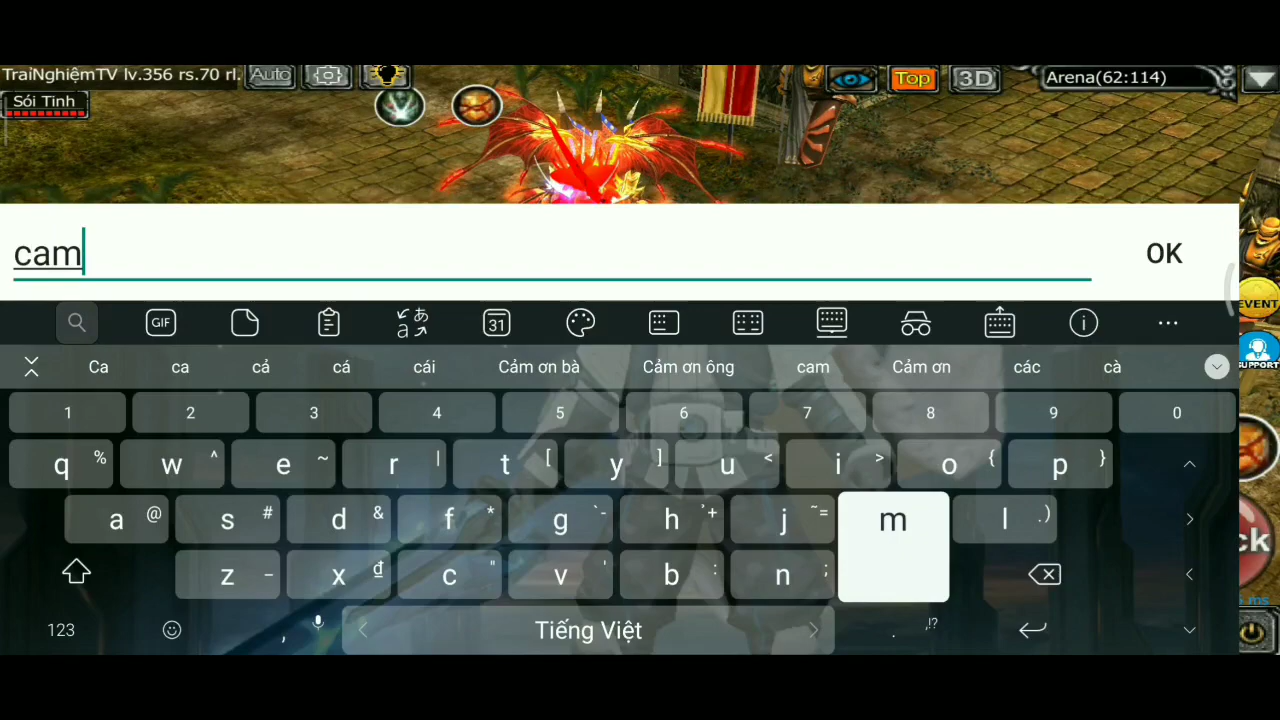 TraiNghiệmTV lv.356 rs.70 rl. Auto Top 3D Arena(62:114)
Sói Tinh
cam OK
EVENT
GIF 31
SUPPORT
Ca ca cả cá cái Cảm ơn bà Cảm ơn ông cam Cảm ơn các cà
1 2 3 4 5 6 7 8 9 0
q % w ^ e ~ r | t [ y ] u < i > o { p }
a @ s # d & f * g `- h ’+ j ~= m l .)
ck
z _ x ₫ c " v ' b : n ;
ms
123 , Tiếng Việt . ,!?